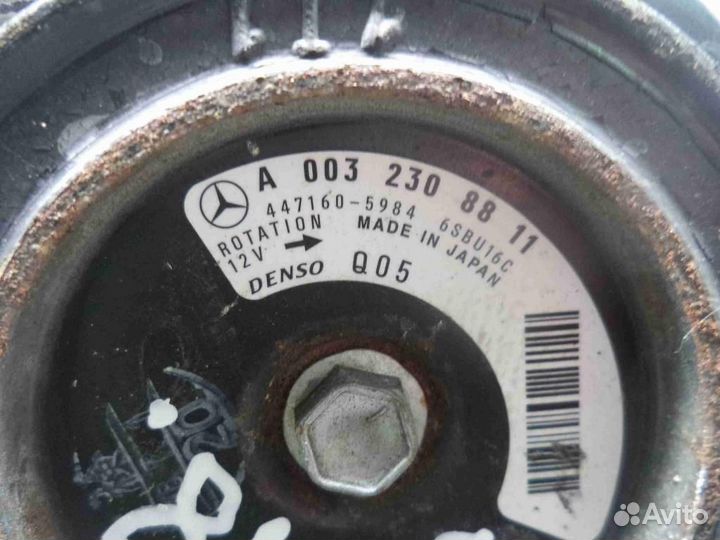 A 003 230 88 11
447160-5984 6SBU16C
ROTATION → MADE IN JAPAN
12V
DENSO Q05
Avito